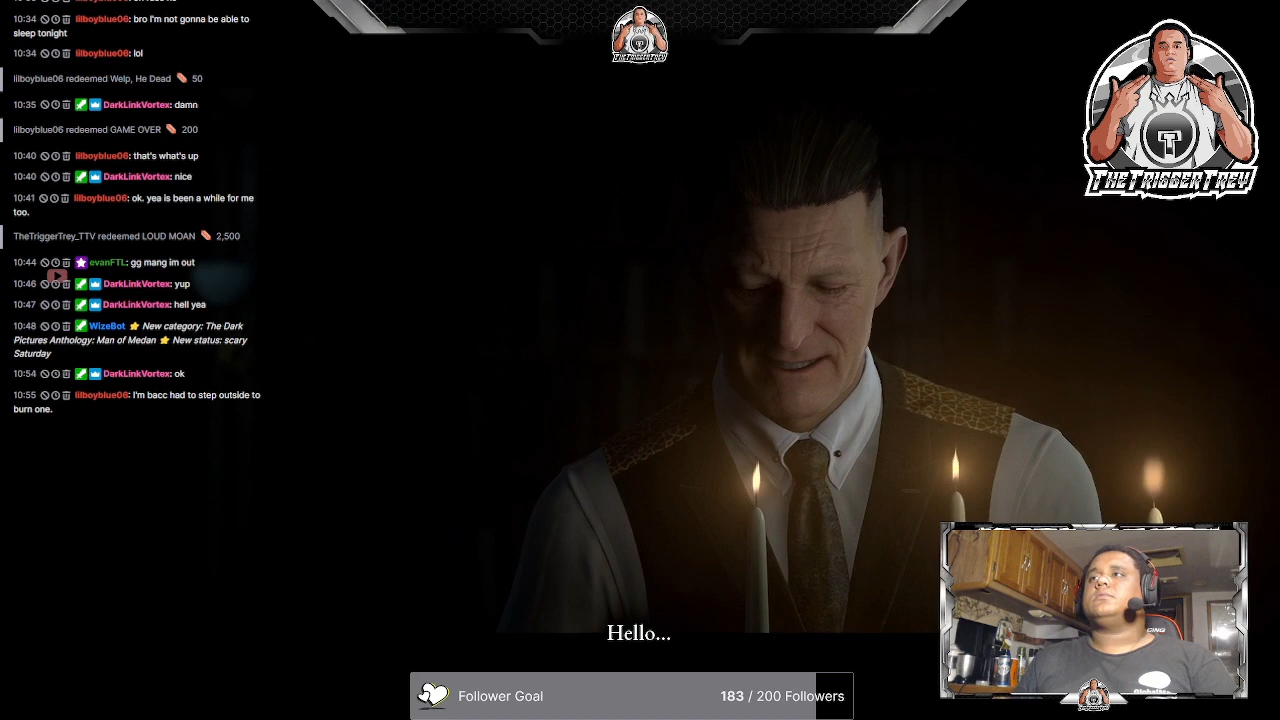 10:34 lilboyblue06: bro I'm not gonna be able to
sleep tonight
10:34 lilboyblue06: lol
lilboyblue06 redeemed Welp, He Dead 50
10:35 DarkLinkVortex: damn
lilboyblue06 redeemed GAME OVER 200
10:40 lilboyblue06: that's what's up
10:40 DarkLinkVortex: nice
10:41 lilboyblue06: ok. yea is been a while for me
too.
TheTriggerTrey_TTV redeemed LOUD MOAN 2,500
10:44 evanFTL: gg mang im out
10:46 DarkLinkVortex: yup
10:47 DarkLinkVortex: hell yea
10:48 WizeBot ⭐ New category: The Dark
Pictures Anthology: Man of Medan ⭐ New status: scary
Saturday
10:54 DarkLinkVortex: ok
10:55 lilboyblue06: I'm bacc had to step outside to
burn one.
THETRIGGERTREY
T
THETRIGGERTREY
Hello...
Follower Goal 183 / 200 Followers